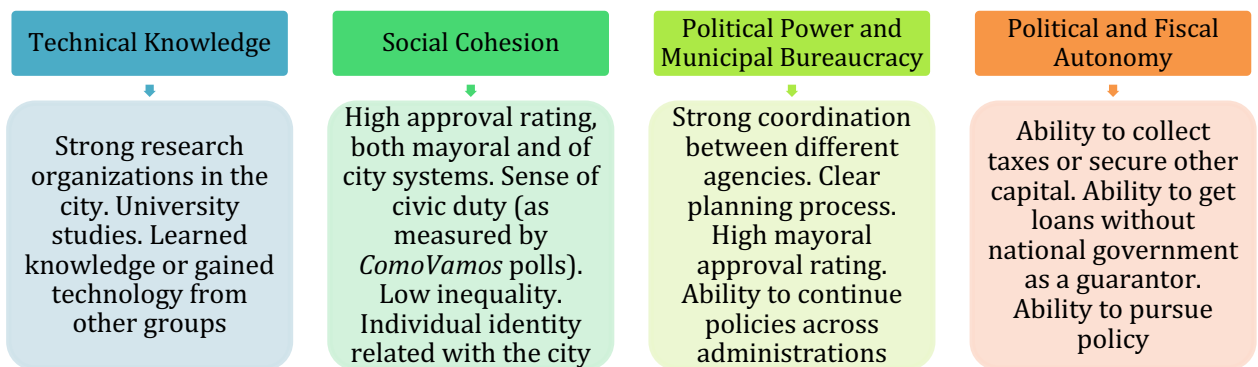 Technical Knowledge
Strong research
organizations in the
city. University
studies. Learned
knowledge or gained
technology from
other groups
Social Cohesion
High approval rating,
both mayoral and of
city systems. Sense of
civic duty (as
measured by
ComoVamos polls).
Low inequality.
Individual identity
related with the city
Political Power and
Municipal Bureaucracy
Strong coordination
between different
agencies. Clear
planning process.
High mayoral
approval rating.
Ability to continue
policies across
administrations
Political and Fiscal
Autonomy
Ability to collect
taxes or secure other
capital. Ability to get
loans without
national government
as a guarantor.
Ability to pursue
policy